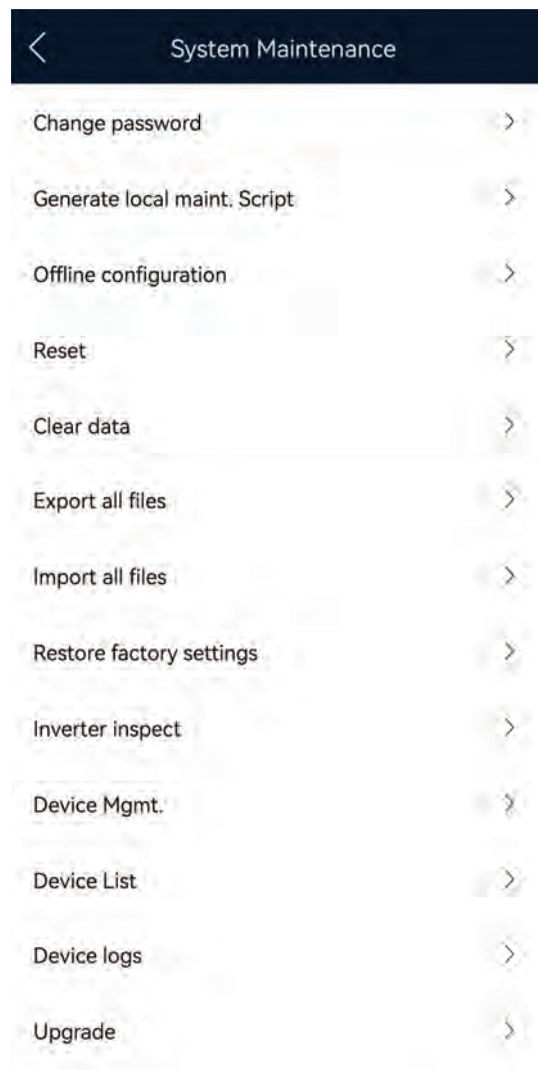 System Maintenance
Change password
Generate local maint. Script
Offline configuration
Reset
Clear data
Export all files
Import all files
Restore factory settings
Inverter inspect
Device Mgmt.
Device List
Device logs
Upgrade